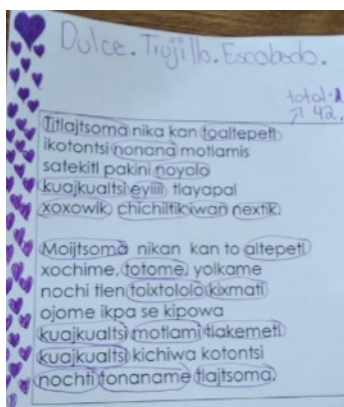 Dulce. Trujillo. Escobedo.
total:
42.
Titlajtsoma nika kan toaltepetl
ikotontsi nonana motlamis
satekitl pakini noyolo
kuajkualtsi eyiiii tlayapal
xoxowik chichiltik iwan nextik.
Moijtsoma nikan kan to altepetl
xochime, totome, yolkame
nochi tlen toixtololo kixmati
ojome ikpa se kipowa
kuajkualtsi motlami tlakemetl
kuajkualtsi kichiwa kotontsi
nochti tonaname tlajtsoma.